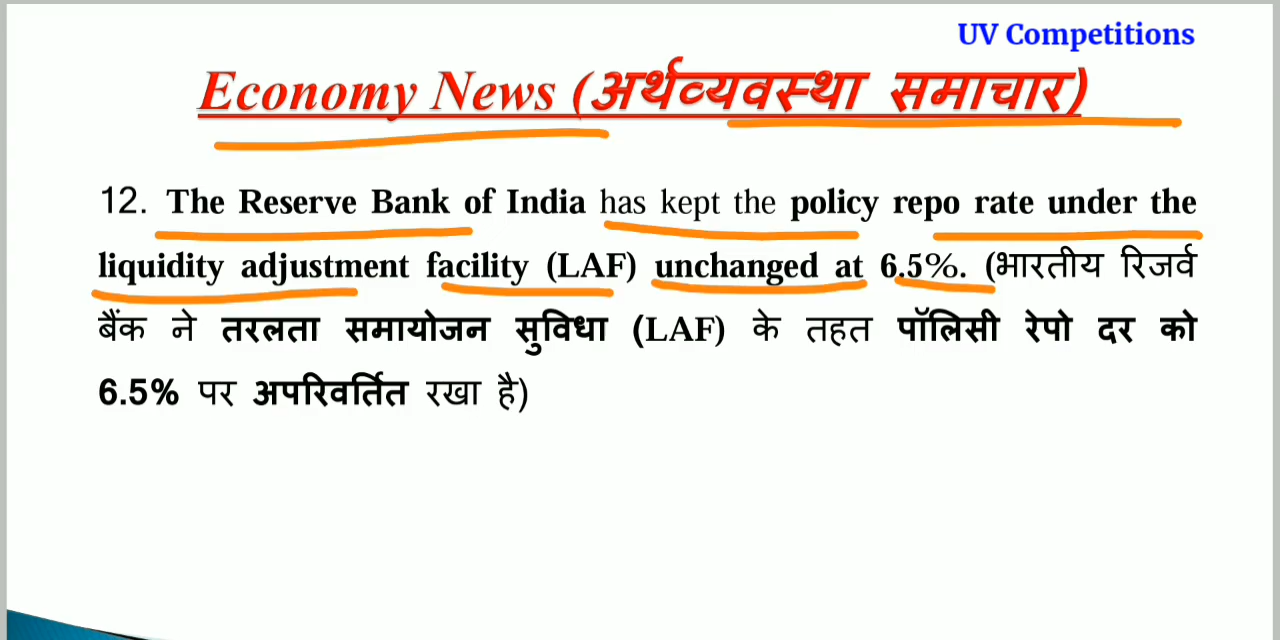 UV Competitions
Economy News (अर्थव्यवस्था समाचार)
12. The Reserve Bank of India has kept the policy repo rate under the
liquidity adjustment facility (LAF) unchanged at 6.5%. (भारतीय रिजर्व
बैंक ने तरलता समायोजन सुविधा (LAF) के तहत पॉलिसी रेपो दर को
6.5% पर अपरिवर्तित रखा है)